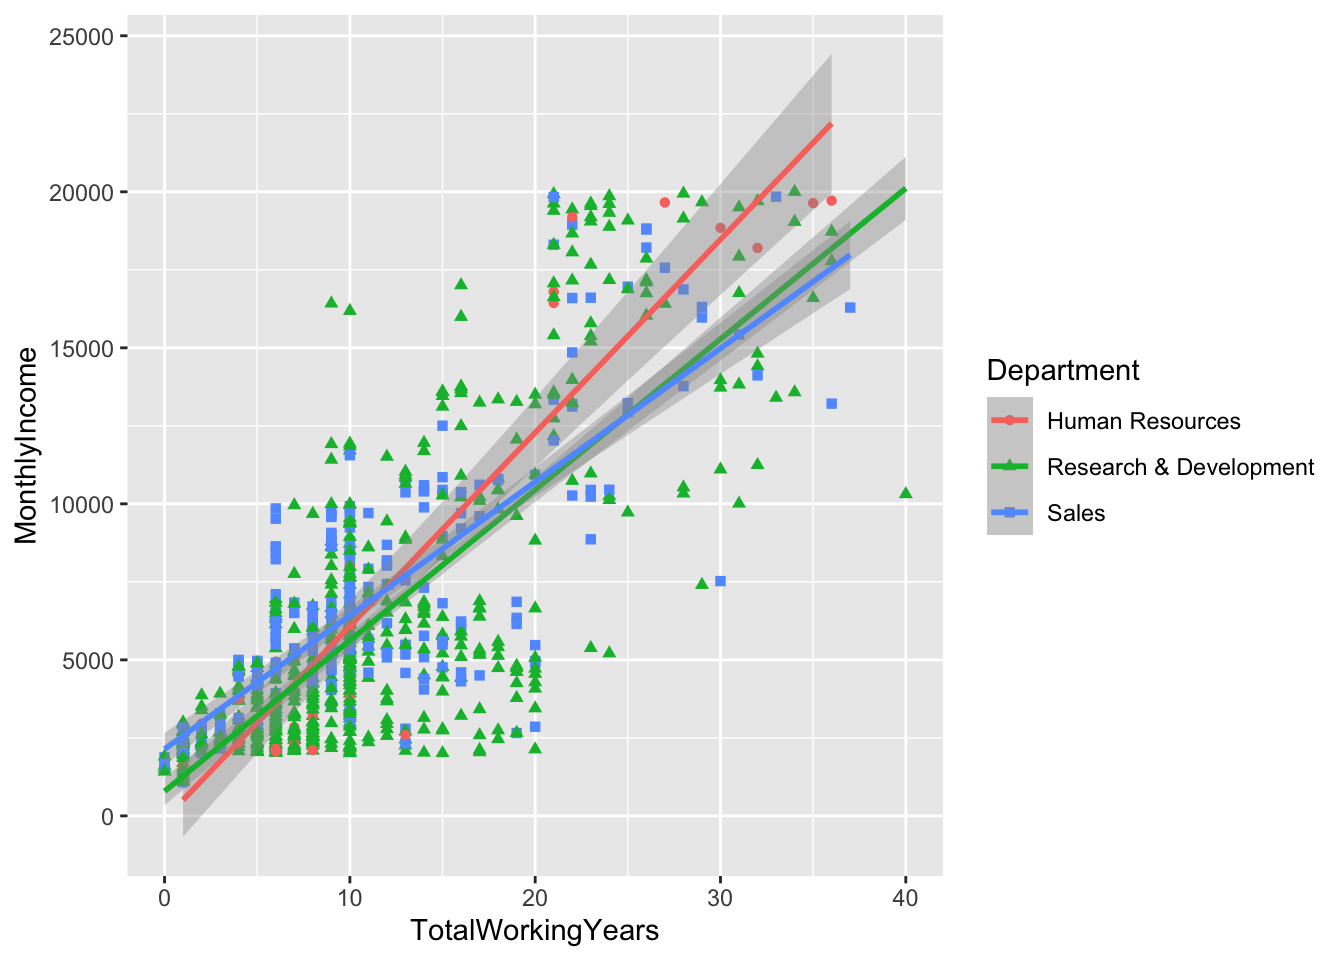 25000
20000
15000
10000
5000
0
MonthlyIncome
0 10 20 30 40
TotalWorkingYears
Department
Human Resources
Research & Development
Sales